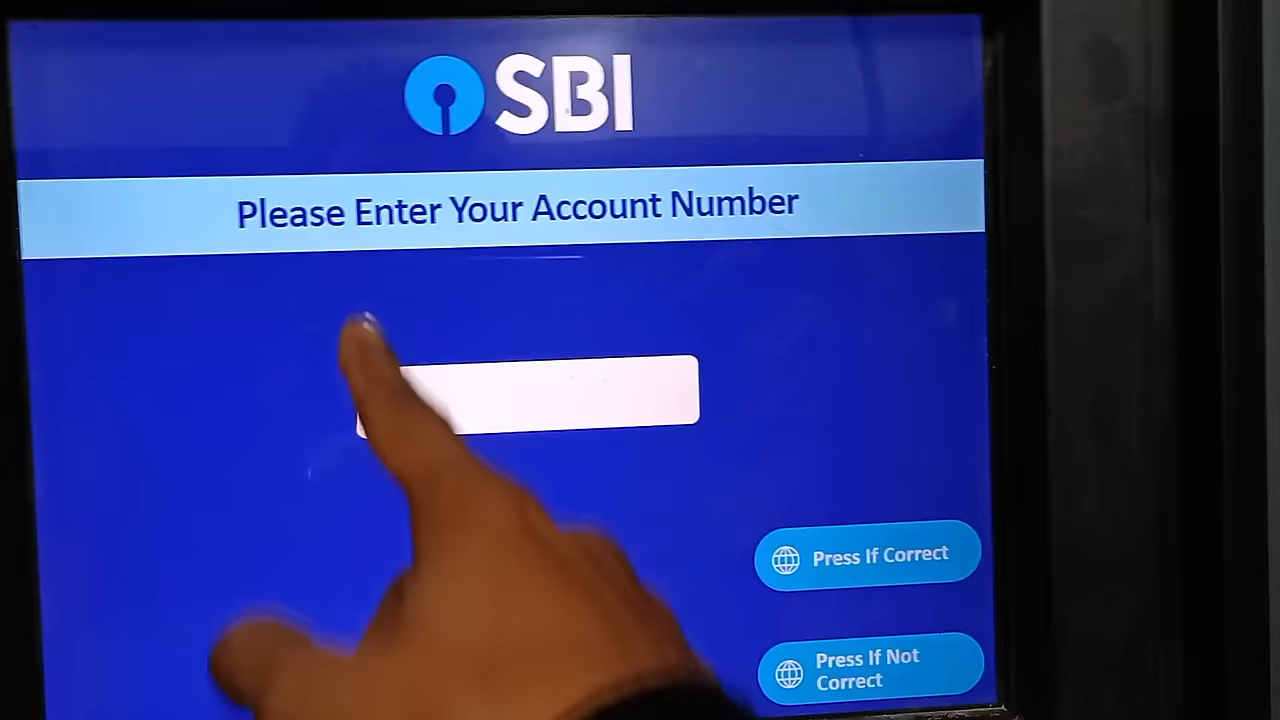 SBI
Please Enter Your Account Number
Press If Correct
Press If Not
Correct